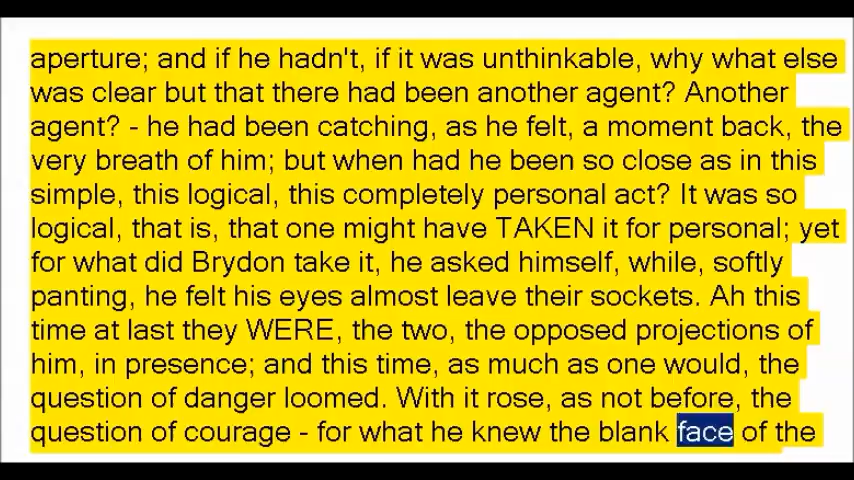 aperture; and if he hadn't, if it was unthinkable, why what else
was clear but that there had been another agent? Another
agent? - he had been catching, as he felt, a moment back, the
very breath of him; but when had he been so close as in this
simple, this logical, this completely personal act? It was so
logical, that is, that one might have TAKEN it for personal; yet
for what did Brydon take it, he asked himself, while, softly
panting, he felt his eyes almost leave their sockets. Ah this
time at last they WERE, the two, the opposed projections of
him, in presence; and this time, as much as one would, the
question of danger loomed. With it rose, as not before, the
question of courage - for what he knew the blank face of the